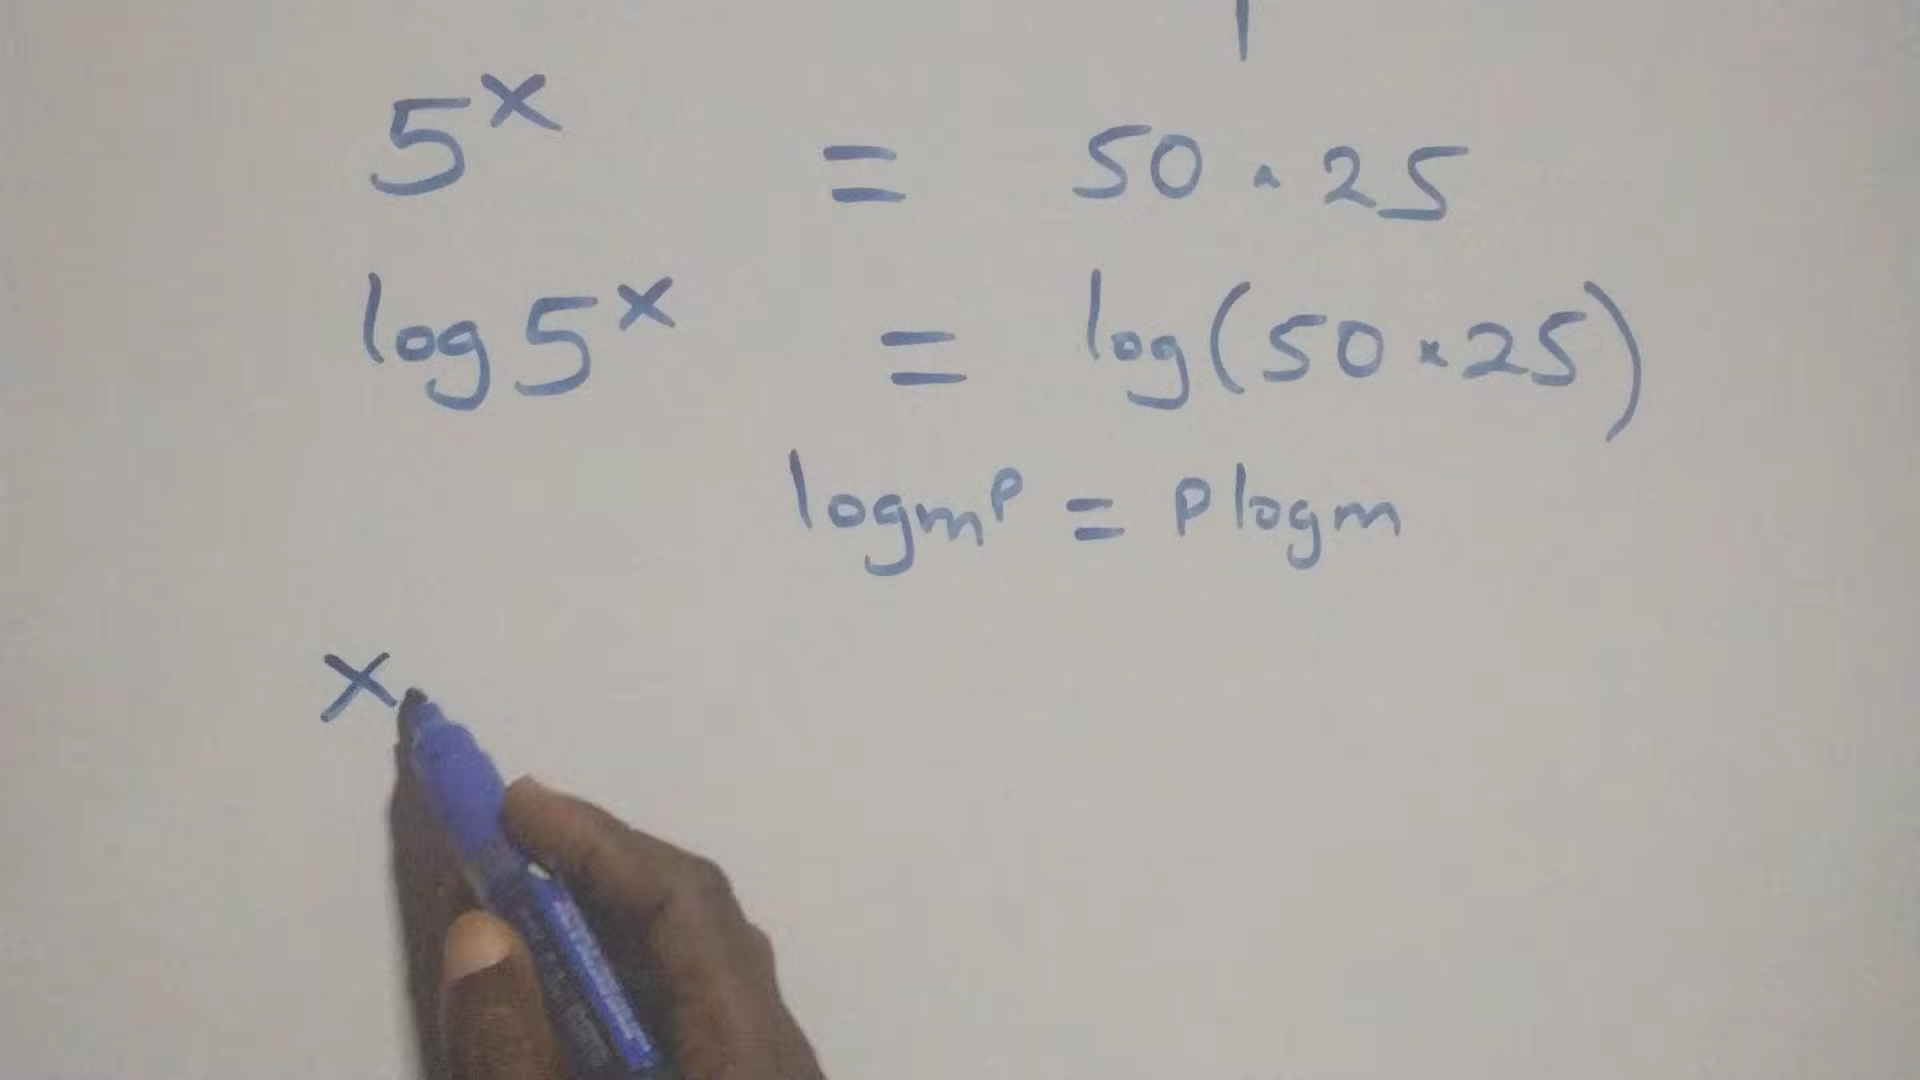 5^x = 50 × 25
log 5^x = log(50 × 25)
log m^p = p log m
x